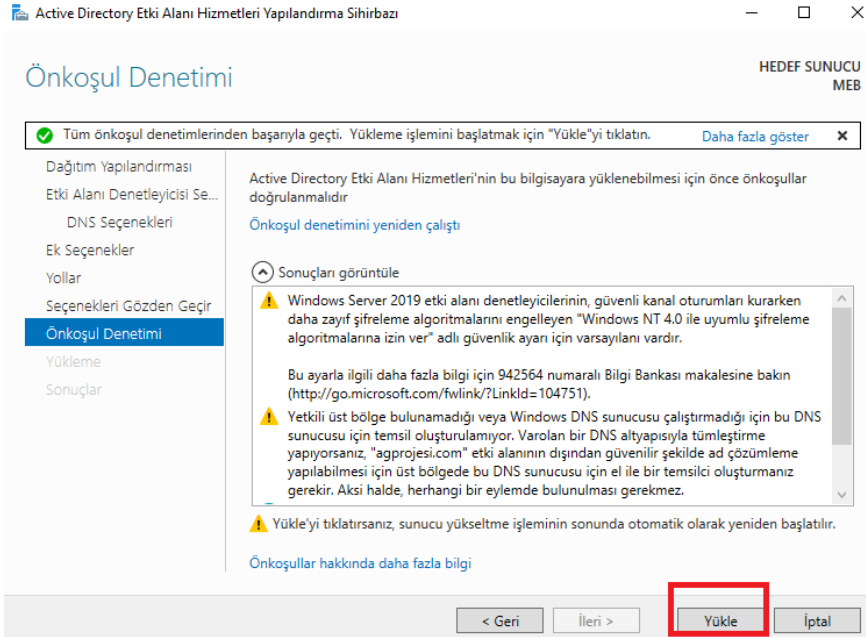 Active Directory Etki Alanı Hizmetleri Yapılandırma Sihirbazı
Önkoşul Denetimi
HEDEF SUNUCU
MEB
Tüm önkoşul denetimlerinden başarıyla geçti. Yükleme işlemini başlatmak için "Yükle"yi tıklatın.
Daha fazla göster
Dağıtım Yapılandırması
Etki Alanı Denetleyicisi Se...
DNS Seçenekleri
Ek Seçenekler
Yollar
Seçenekleri Gözden Geçir
Önkoşul Denetimi
Yükleme
Sonuçlar
Active Directory Etki Alanı Hizmetleri'nin bu bilgisayara yüklenebilmesi için önce önkoşullar
doğrulanmalıdır
Önkoşul denetimini yeniden çalıştı
Sonuçları görüntüle
Windows Server 2019 etki alanı denetleyicilerinin, güvenli kanal oturumları kurarken
daha zayıf şifreleme algoritmalarını engelleyen "Windows NT 4.0 ile uyumlu şifreleme
algoritmalarına izin ver" adlı güvenlik ayarı için varsayılanı vardır.
Bu ayarla ilgili daha fazla bilgi için 942564 numaralı Bilgi Bankası makalesine bakın
(http://go.microsoft.com/fwlink/?LinkId=104751).
Yetkili üst bölge bulunamadığı veya Windows DNS sunucusu çalıştırmadığı için bu DNS
sunucusu için temsil oluşturulamıyor. Varolan bir DNS altyapısıyla tümleştirme
yapıyorsanız, "agprojesi.com" etki alanının dışından güvenilir şekilde ad çözümleme
yapılabilmesi için üst bölgede bu DNS sunucusu için el ile bir temsilci oluşturmanız
gerekir. Aksi halde, herhangi bir eylemde bulunulması gerekmez.
Yükle'yi tıklatırsanız, sunucu yükseltme işleminin sonunda otomatik olarak yeniden başlatılır.
Önkoşullar hakkında daha fazla bilgi
< Geri
İleri >
Yükle
İptal